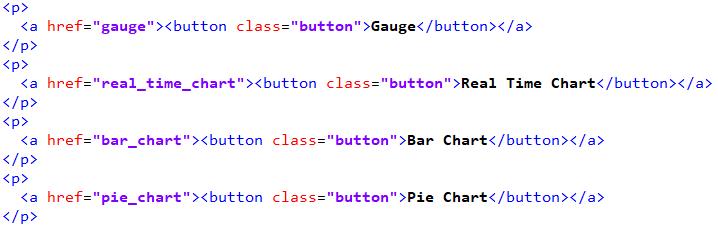 <p>
  <a href="gauge"><button class="button">Gauge</button></a>
</p>
<p>
  <a href="real_time_chart"><button class="button">Real Time Chart</button></a>
</p>
<p>
  <a href="bar_chart"><button class="button">Bar Chart</button></a>
</p>
<p>
  <a href="pie_chart"><button class="button">Pie Chart</button></a>
</p>